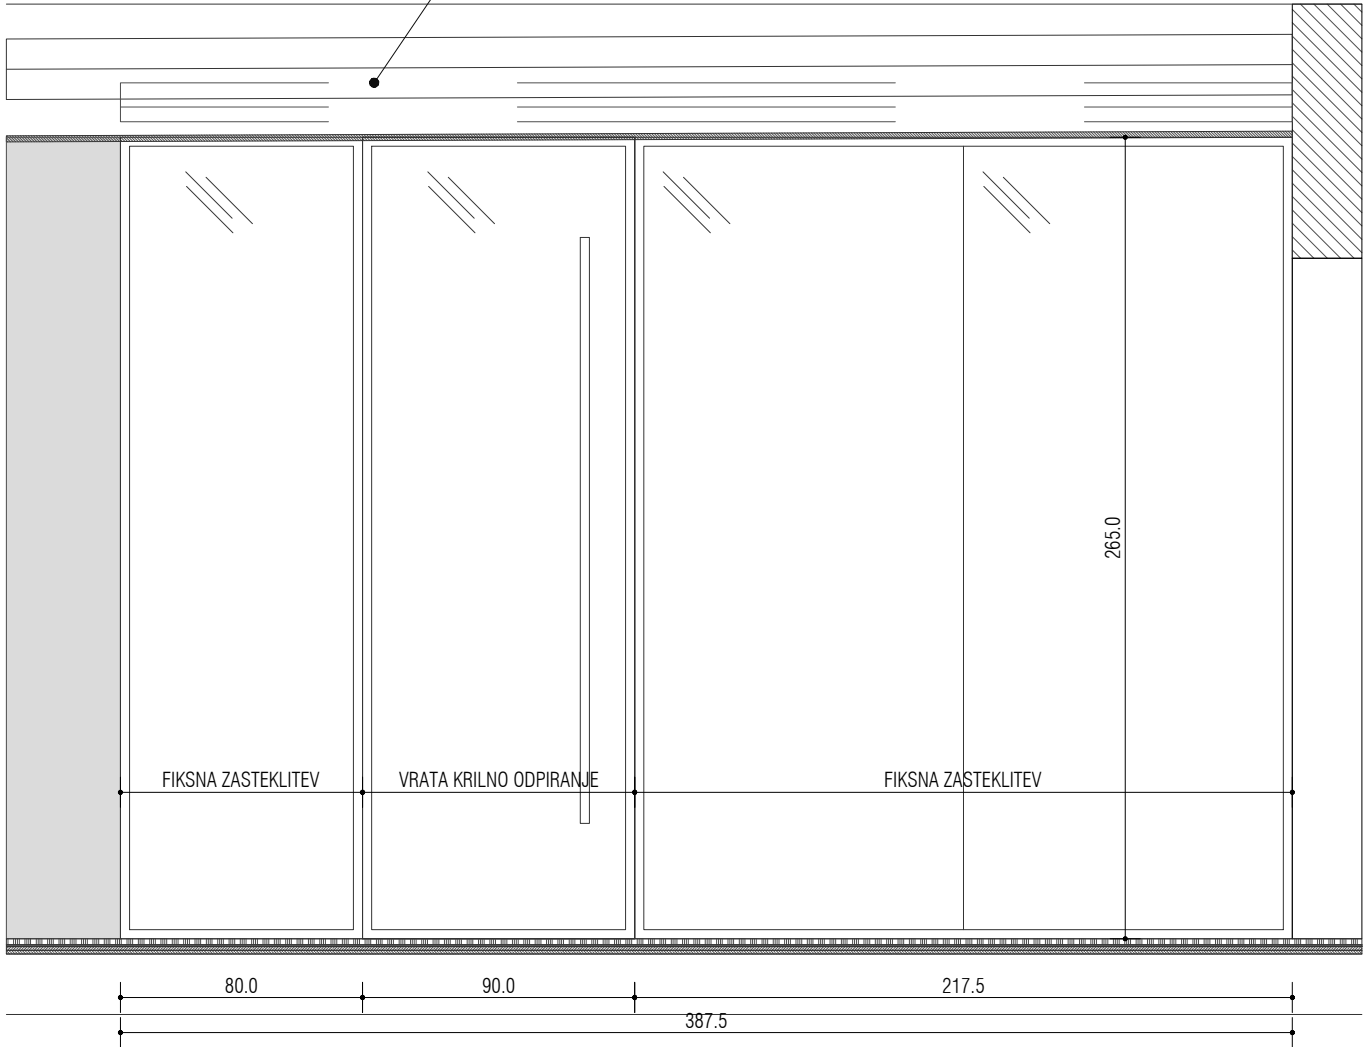 265.0
FIKSNA ZASTEKLITEV
VRATA KRILNO ODPIRANJE
FIKSNA ZASTEKLITEV
80.0
90.0
217.5
387.5